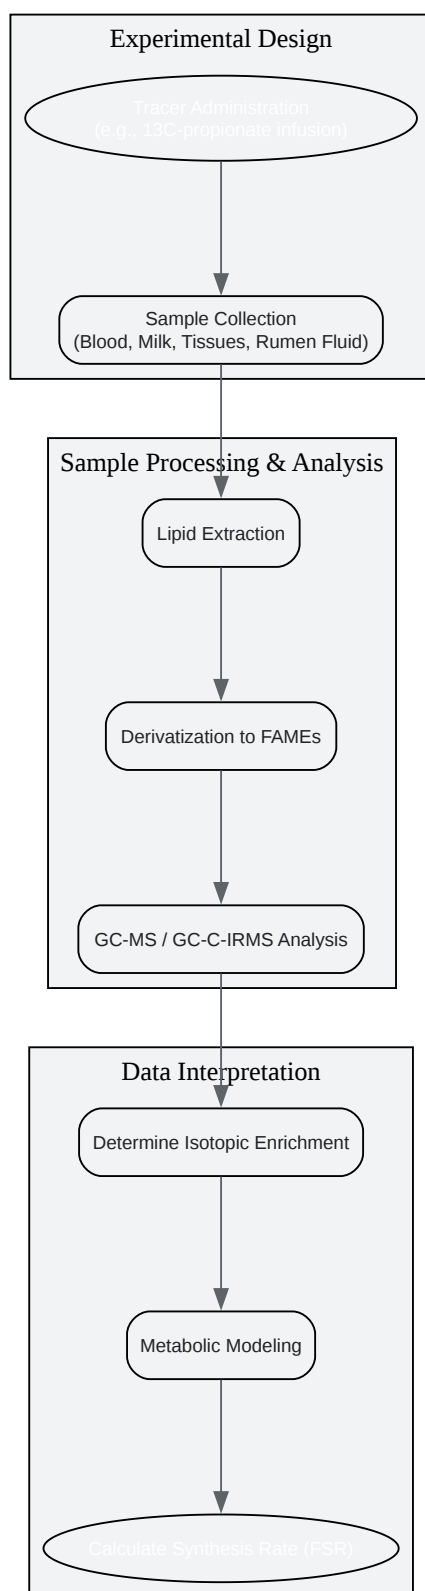 Experimental Design
Tracer Administration
(e.g., 13C-propionate infusion)
Sample Collection
(Blood, Milk, Tissues, Rumen Fluid)
Sample Processing & Analysis
Lipid Extraction
Derivatization to FAMEs
GC-MS / GC-C-IRMS Analysis
Data Interpretation
Determine Isotopic Enrichment
Metabolic Modeling
Calculate Synthesis Rate (FSR)